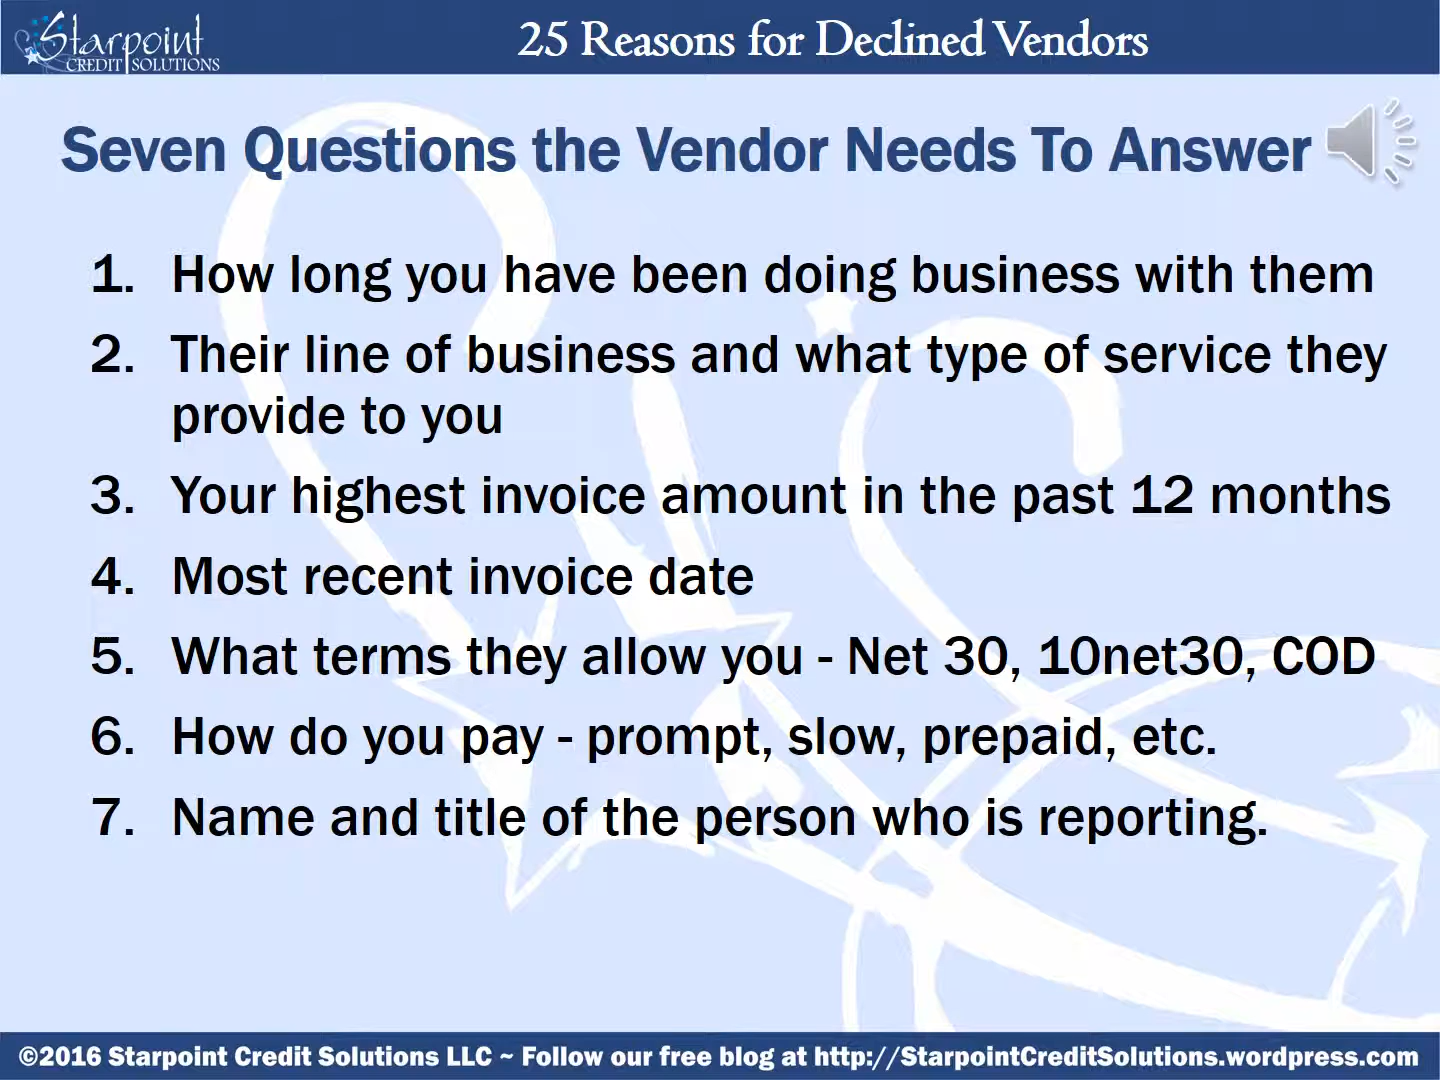 Starpoint
CREDIT SOLUTIONS
25 Reasons for Declined Vendors
Seven Questions the Vendor Needs To Answer
1. How long you have been doing business with them
2. Their line of business and what type of service they
provide to you
3. Your highest invoice amount in the past 12 months
4. Most recent invoice date
5. What terms they allow you - Net 30, 10net30, COD
6. How do you pay - prompt, slow, prepaid, etc.
7. Name and title of the person who is reporting.
©2016 Starpoint Credit Solutions LLC ~ Follow our free blog at http://StarpointCreditSolutions.wordpress.com